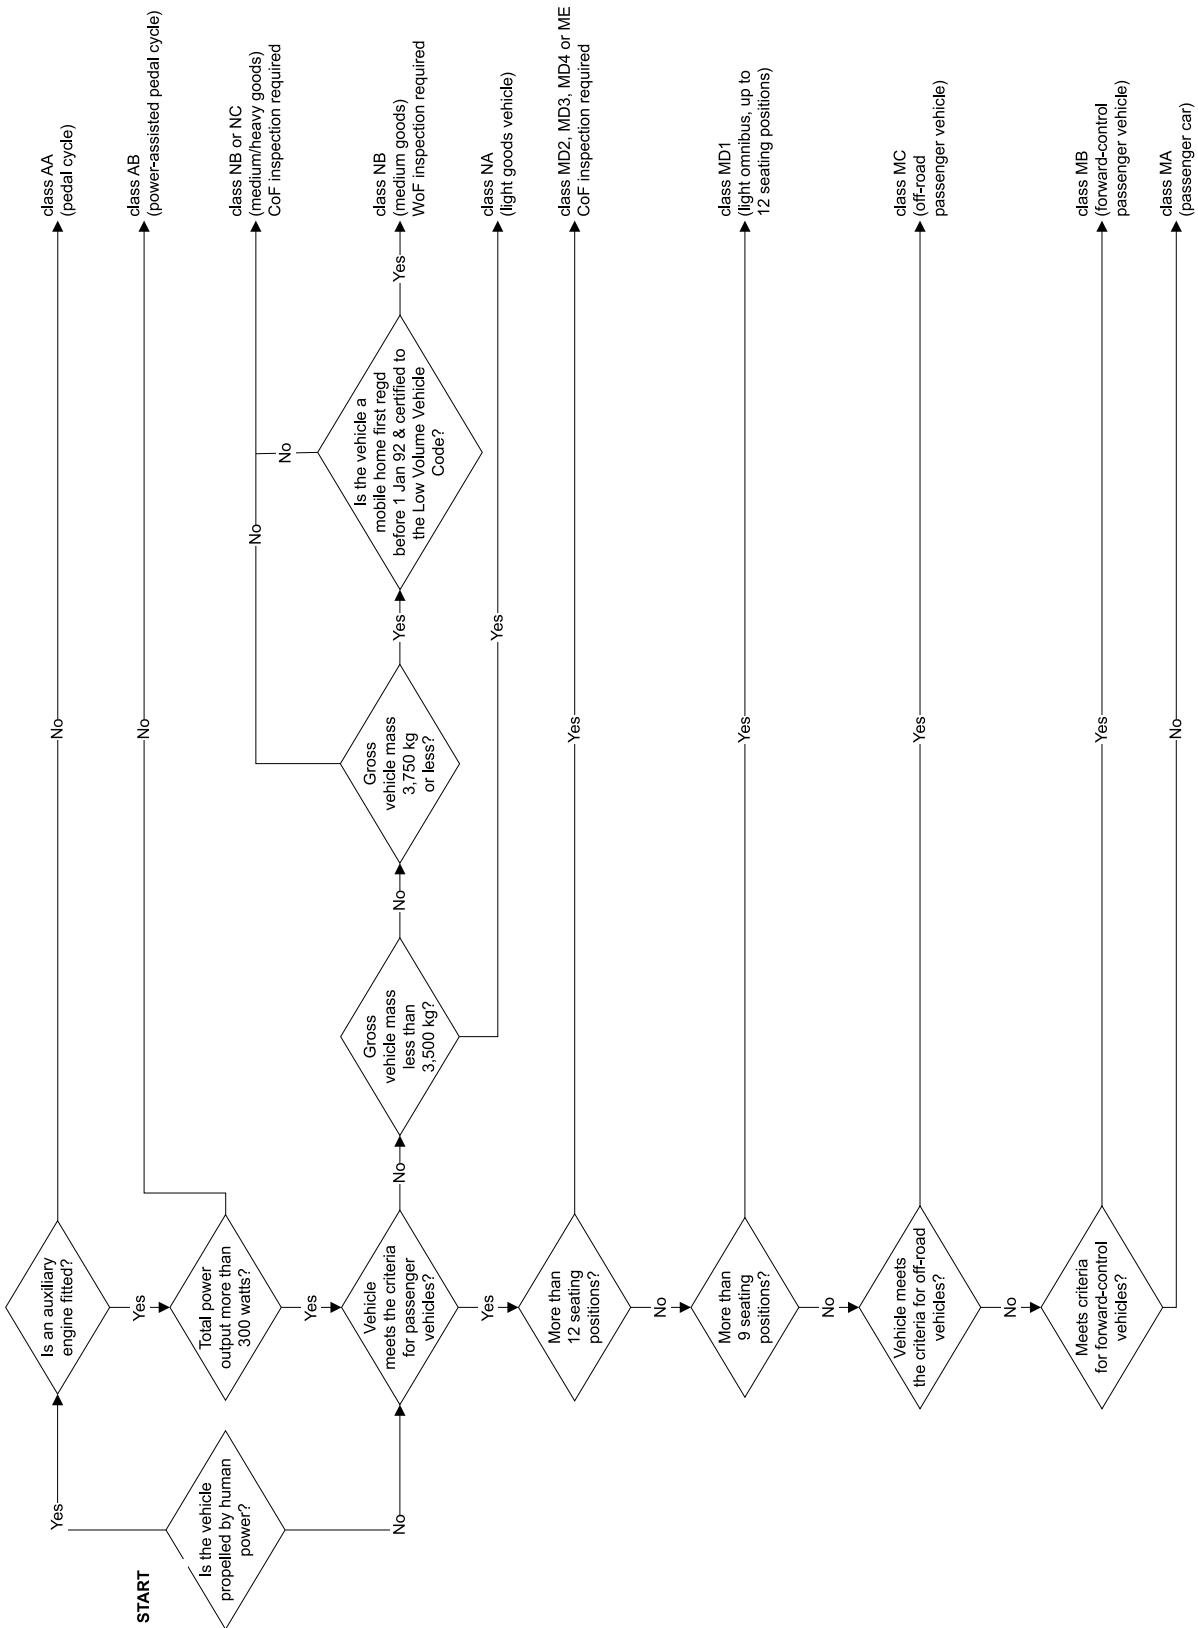 START
Is the vehicle
propelled by human
power?
Yes
No
Is an auxiliary
engine fitted?
No
class AA
(pedal cycle)
Yes
Total power
output more than
300 watts?
No
class AB
(power-assisted pedal cycle)
Yes
Vehicle
meets the criteria
for passenger
vehicles?
No
Gross
vehicle mass
less than
3,500 kg?
No
Gross
vehicle mass
3,750 kg
or less?
No
Yes
Is the vehicle a
mobile home first regd
before 1 Jan 92 & certified to
the Low Volume Vehicle
Code?
No
class NB or NC
(medium/heavy goods)
CoF inspection required
Yes
class NB
(medium goods)
WoF inspection required
Yes
class NA
(light goods vehicle)
Yes
More than
12 seating
positions?
Yes
class MD2, MD3, MD4 or ME
CoF inspection required
No
More than
9 seating
positions?
Yes
class MD1
(light omnibus, up to
12 seating positions)
No
Vehicle meets
the criteria for off-road
vehicles?
Yes
class MC
(off-road
passenger vehicle)
No
Meets criteria
for forward-control
vehicles?
Yes
class MB
(forward-control
passenger vehicle)
No
class MA
(passenger car)